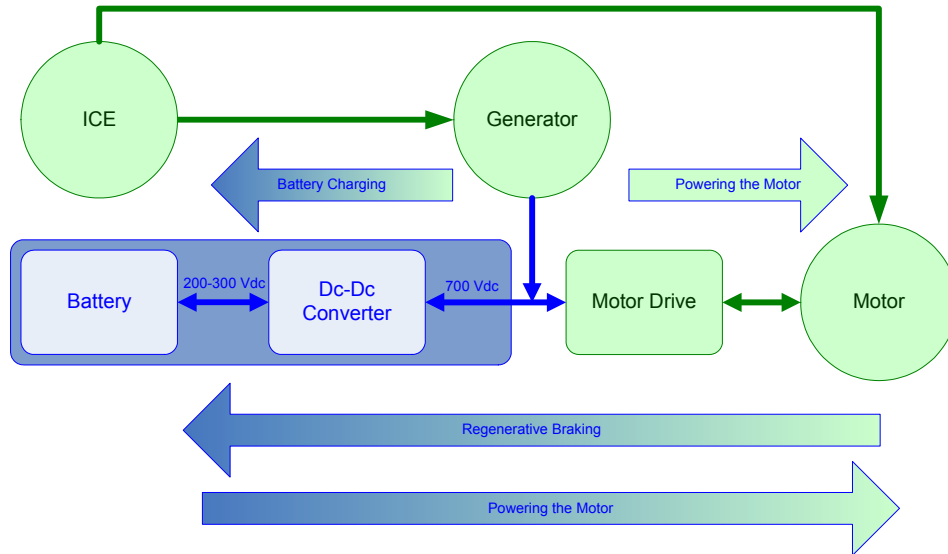 ICE
Generator
Battery Charging
Powering the Motor
Battery
200-300 Vdc
Dc-Dc
Converter
700 Vdc
Motor Drive
Motor
Regenerative Braking
Powering the Motor